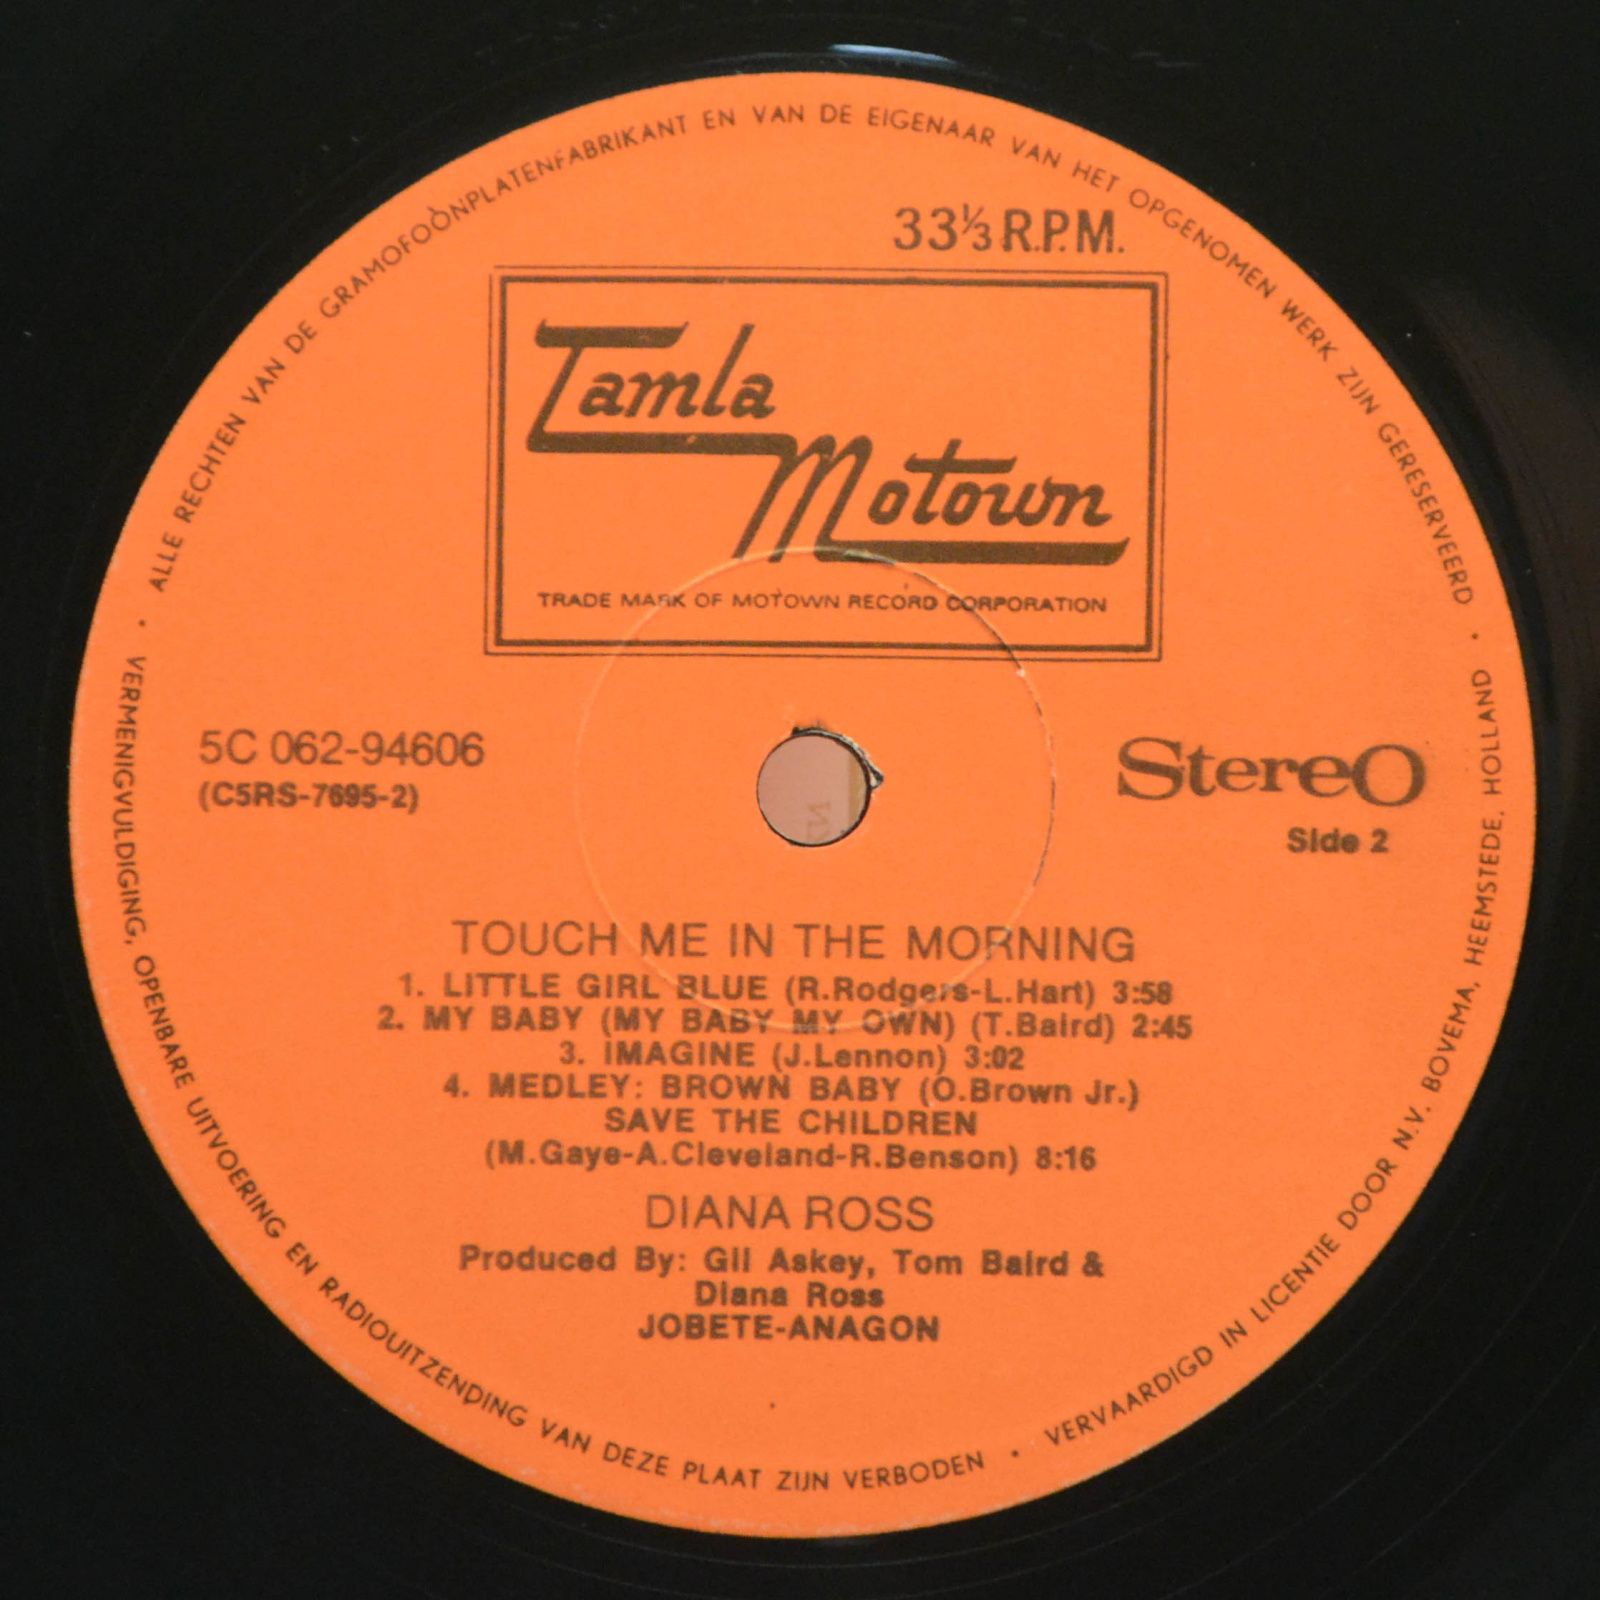 ALLE RECHTEN VAN DE GRAMOFOONPLATENFABRIKANT EN VAN DE EIGENAAR VAN HET OPGENOMEN WERK ZIJN GERESERVEERD •
33⅓ R.P.M.
Tamla
Motown
TRADE MARK OF MOTOWN RECORD CORPORATION
5C 062-94606
(C5RS-7695-2)
Stereo
Side 2
TOUCH ME IN THE MORNING
1. LITTLE GIRL BLUE (R.Rodgers-L.Hart) 3:58
2. MY BABY (MY BABY MY OWN) (T.Baird) 2:45
3. IMAGINE (J.Lennon) 3:02
4. MEDLEY: BROWN BABY (O.Brown Jr.)
SAVE THE CHILDREN
(M.Gaye-A.Cleveland-R.Benson) 8:16
DIANA ROSS
Produced By: Gil Askey, Tom Baird &
Diana Ross
JOBETE-ANAGON
• VERMENIGVULDIGING, OPENBARE UITVOERING EN RADIOUITZENDING VAN DEZE PLAAT ZIJN VERBODEN •
VERVAARDIGD IN LICENTIE DOOR N.V. BOVEMA, HEEMSTEDE, HOLLAND